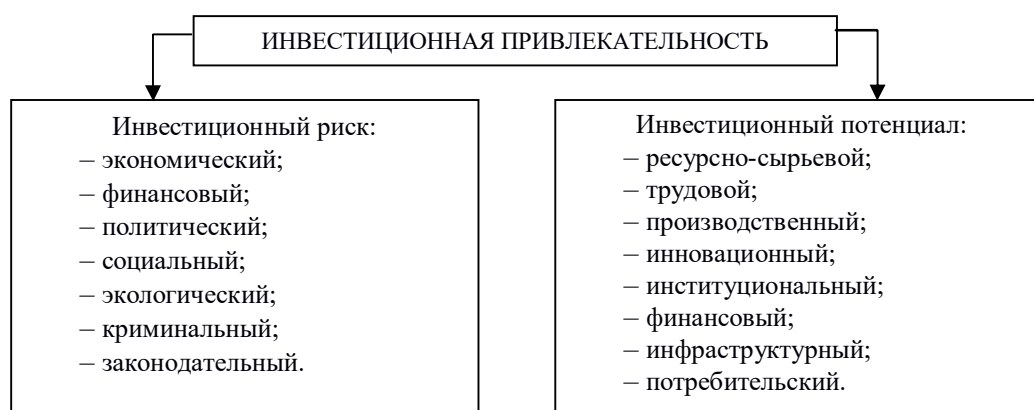 ИНВЕСТИЦИОННАЯ ПРИВЛЕКАТЕЛЬНОСТЬ
Инвестиционный риск:
– экономический;
– финансовый;
– политический;
– социальный;
– экологический;
– криминальный;
– законодательный.
Инвестиционный потенциал:
– ресурсно-сырьевой;
– трудовой;
– производственный;
– инновационный;
– институциональный;
– финансовый;
– инфраструктурный;
– потребительский.